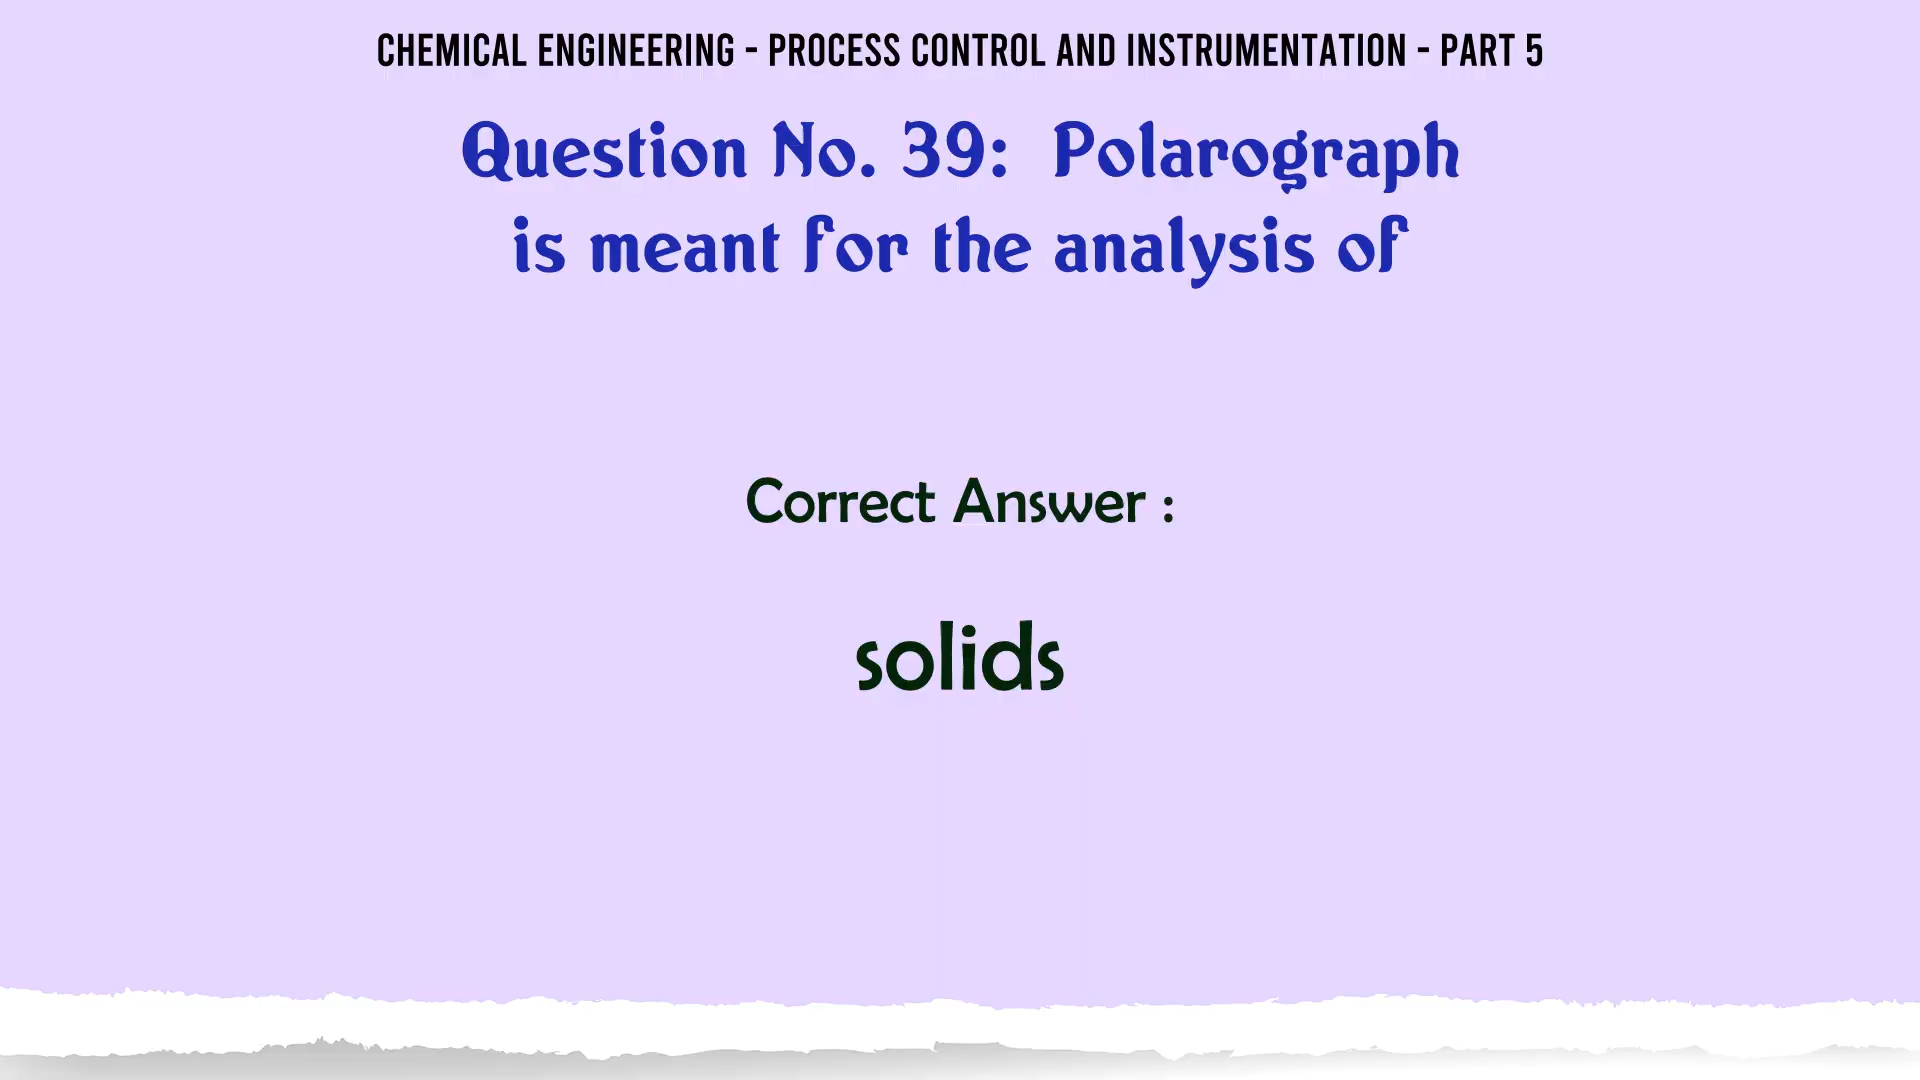 CHEMICAL ENGINEERING - PROCESS CONTROL AND INSTRUMENTATION - PART 5
Question No. 39: Polarograph
is meant for the analysis of
Correct Answer :
solids